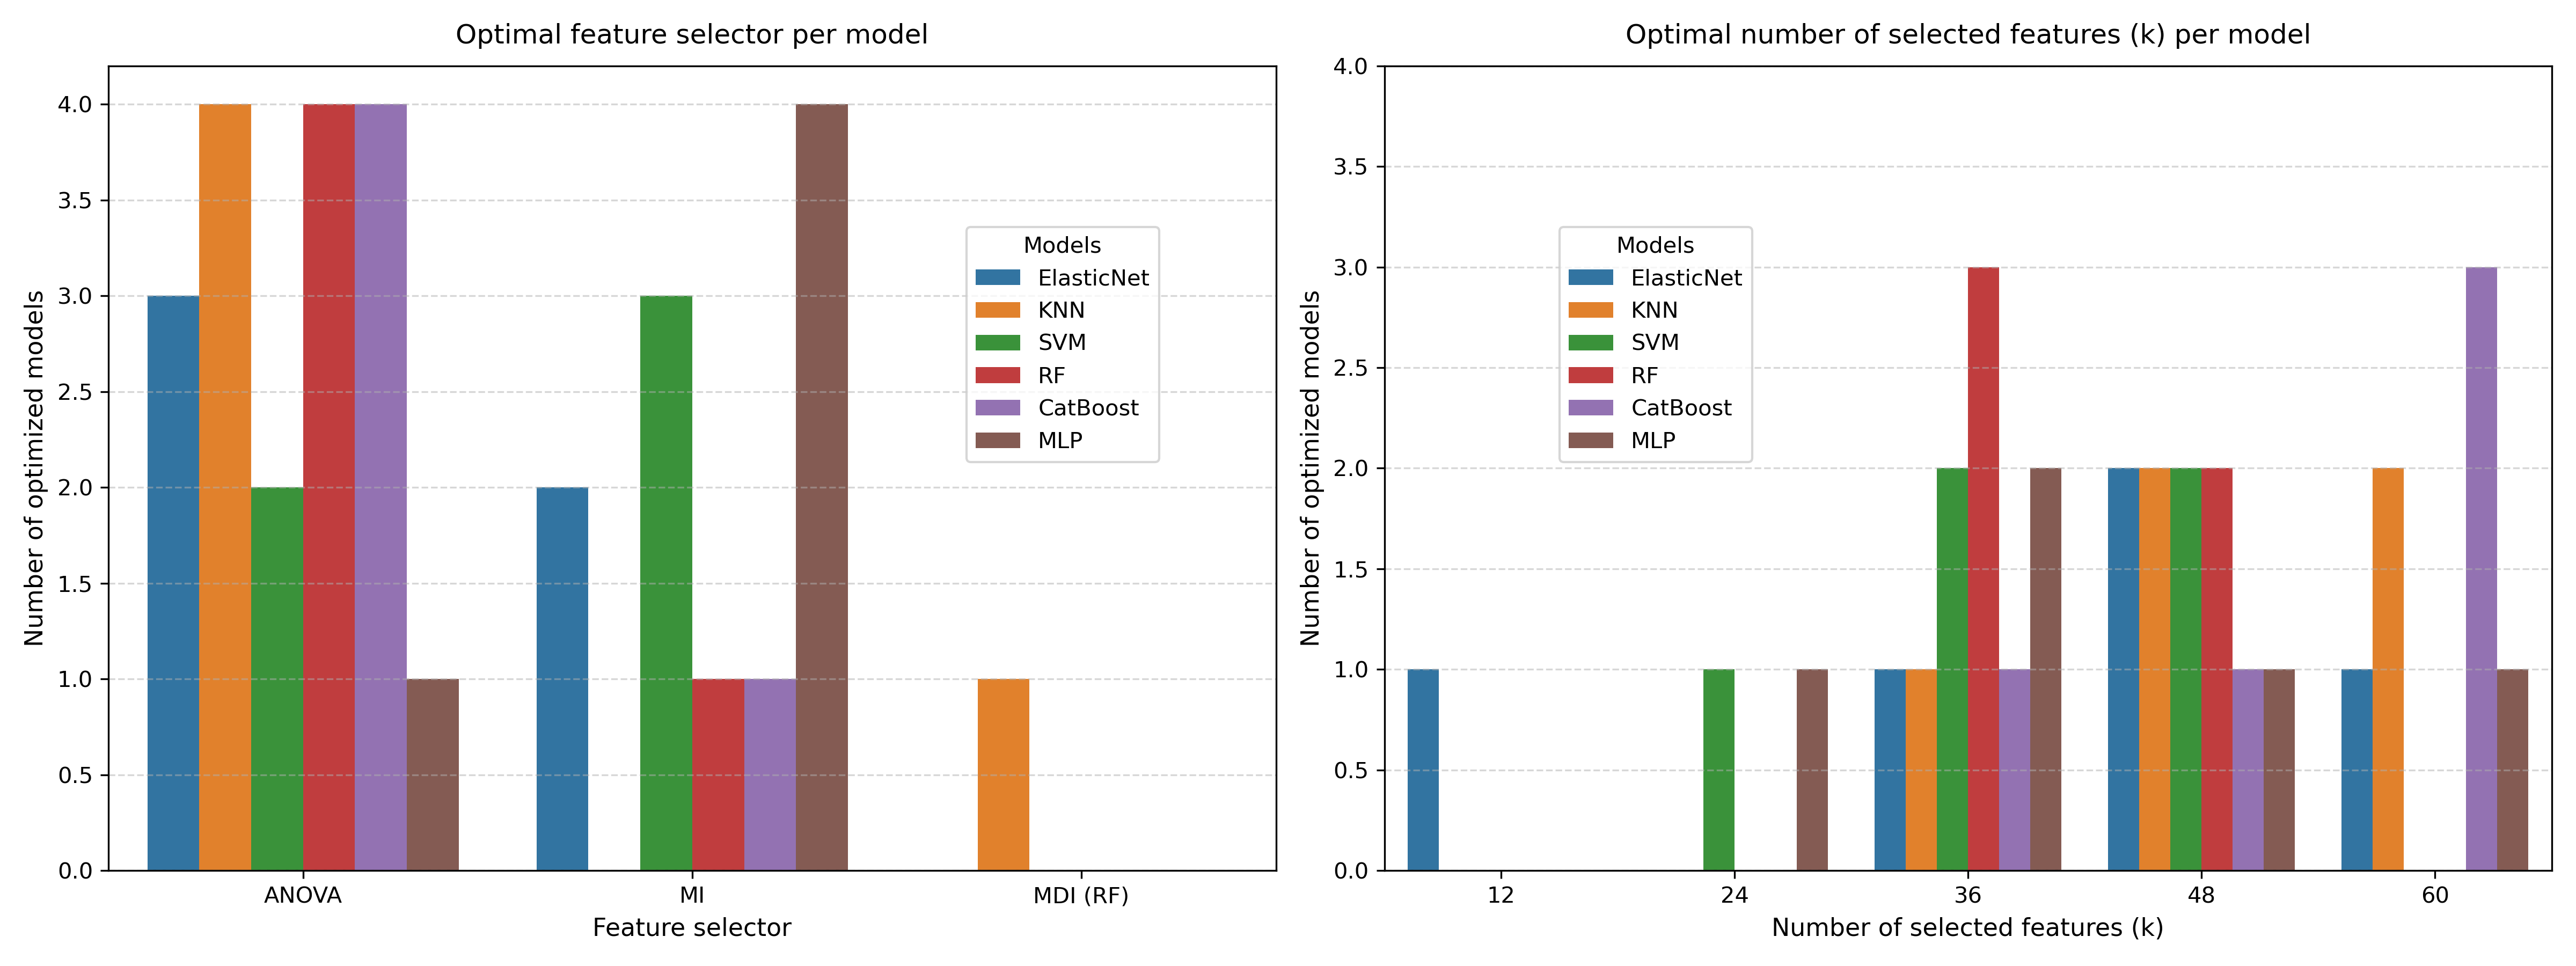 Optimal feature selector per model
Number of optimized models
4.0
3.5
3.0
2.5
2.0
1.5
1.0
0.5
0.0
Models
ElasticNet
KNN
SVM
RF
CatBoost
MLP
ANOVA MI MDI (RF)
Feature selector
Optimal number of selected features (k) per model
Number of optimized models
4.0
3.5
3.0
2.5
2.0
1.5
1.0
0.5
0.0
Models
ElasticNet
KNN
SVM
RF
CatBoost
MLP
12 24 36 48 60
Number of selected features (k)